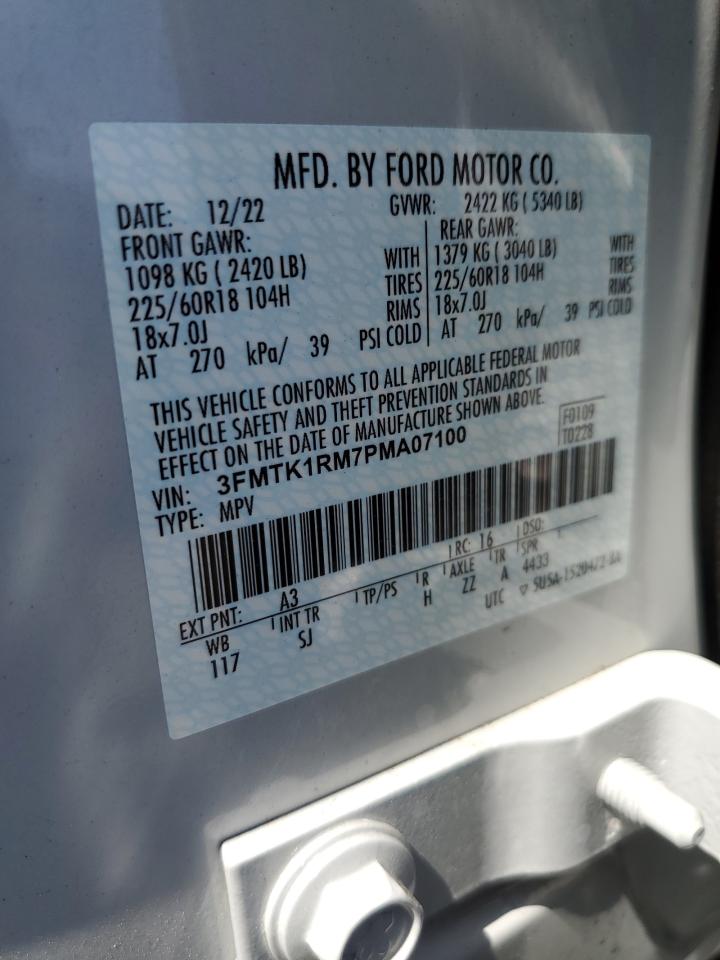 MFD. BY FORD MOTOR CO.
DATE: 12/22 GVWR: 2422 KG ( 5340 LB)
FRONT GAWR: REAR GAWR:
1098 KG ( 2420 LB) WITH 1379 KG ( 3040 LB) WITH
225/60R18 104H TIRES 225/60R18 104H TIRES
18x7.0J RIMS 18x7.0J RIMS
AT 270 kPa/ 39 PSI COLD AT 270 kPa/ 39 PSI COLD
THIS VEHICLE CONFORMS TO ALL APPLICABLE FEDERAL MOTOR
VEHICLE SAFETY AND THEFT PREVENTION STANDARDS IN
EFFECT ON THE DATE OF MANUFACTURE SHOWN ABOVE.
F0109
T0228
VIN: 3FMTK1RM7PMA07100
TYPE: MPV
RC: 16 DSO:
EXT PNT: A3
WB INT TR TP/PS R AXLE TR SPR
117 SJ H ZZ A 4433
UTC ▽ 5USA-1520472-BA